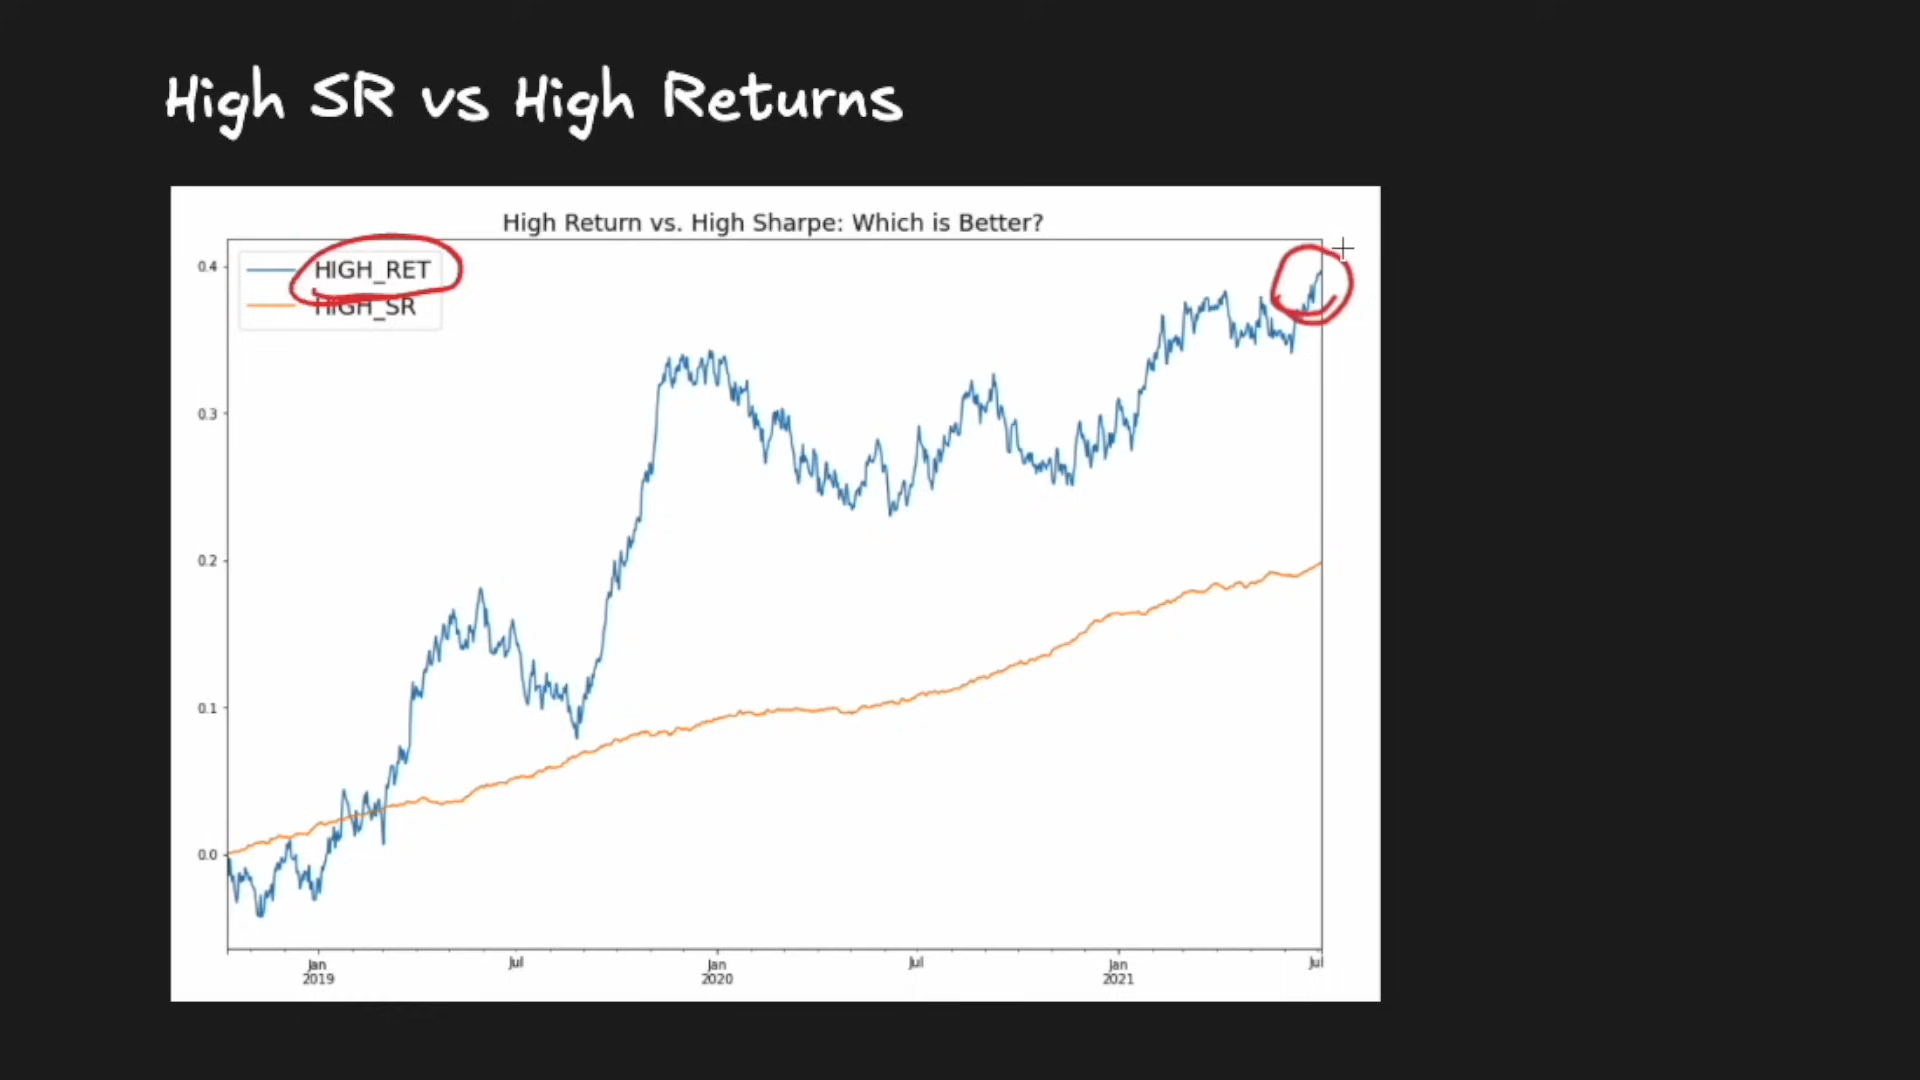 High SR vs High Returns
High Return vs. High Sharpe: Which is Better?
HIGH_RET
HIGH_SR
0.4
0.3
0.2
0.1
0.0
Jan Jul Jan Jul Jan Jul
2019 2020 2021